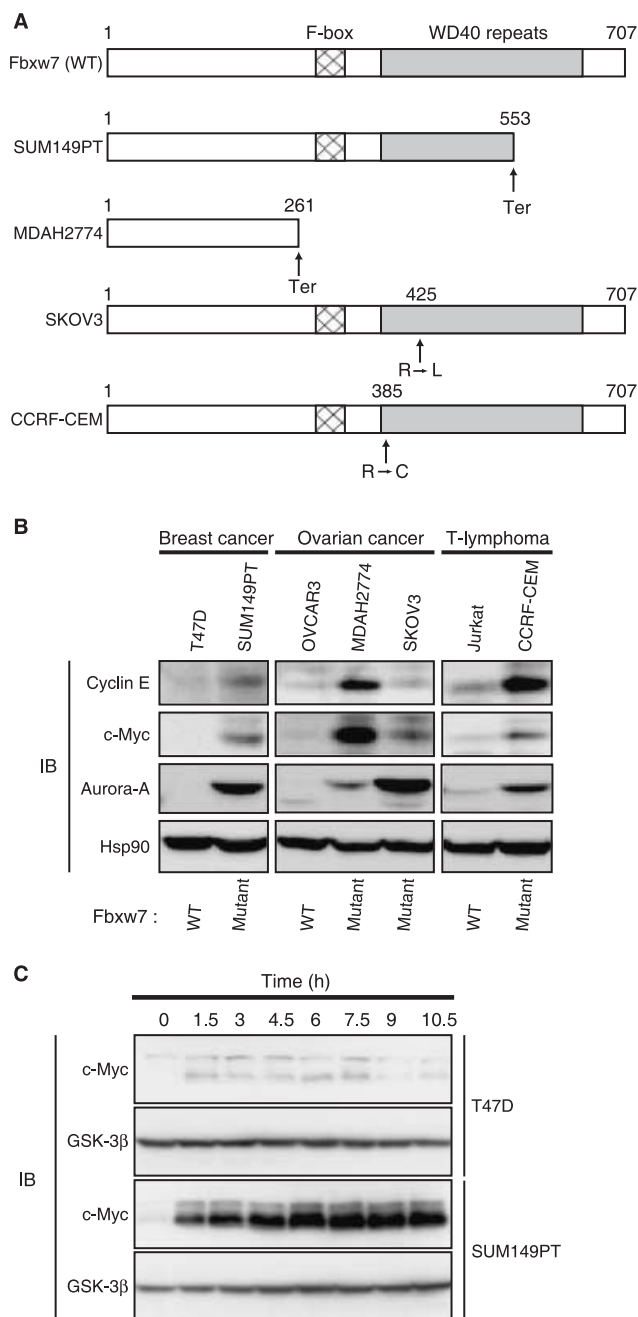 A
1 F-box WD40 repeats 707
Fbxw7 (WT)
1 553
SUM149PT
Ter
1 261
MDAH2774
Ter
1 425 707
SKOV3
R→L
1 385 707
CCRF-CEM
R→C
B
Breast cancer Ovarian cancer T-lymphoma
T47D SUM149PT OVCAR3 MDAH2774 SKOV3 Jurkat CCRF-CEM
Cyclin E
c-Myc
IB
Aurora-A
Hsp90
Fbxw7 : WT Mutant WT Mutant Mutant WT Mutant
C
Time (h)
0 1.5 3 4.5 6 7.5 9 10.5
c-Myc
T47D
GSK-3β
IB
c-Myc
SUM149PT
GSK-3β